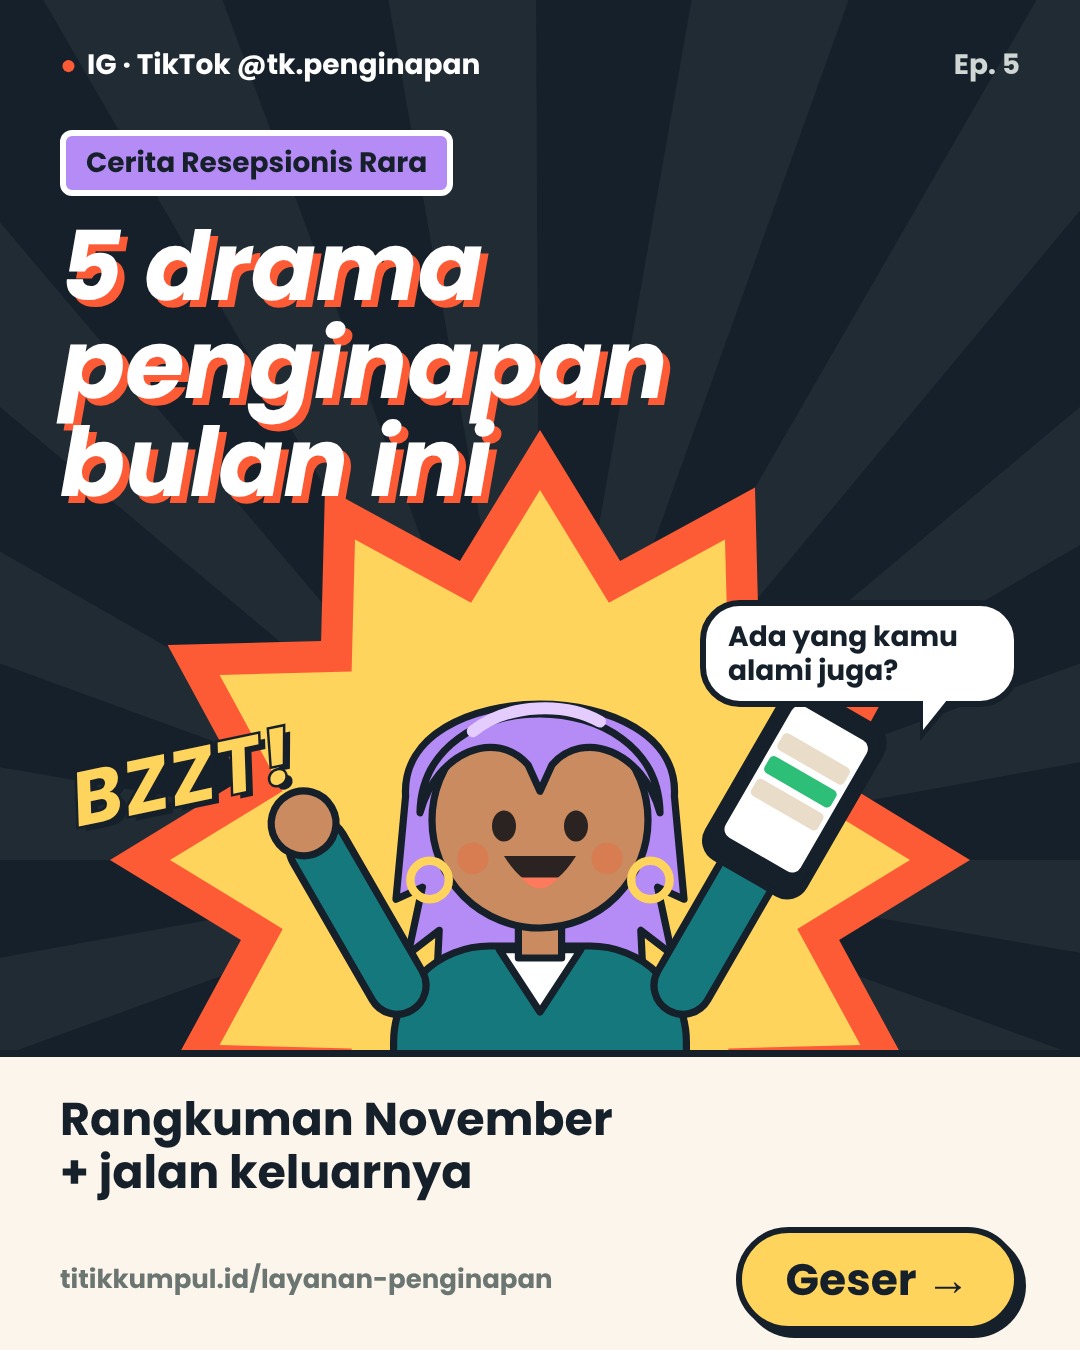 ● IG · TikTok @tk.penginapan
Ep. 5
Cerita Resepsionis Rara
5 drama
penginapan
bulan ini
Ada yang kamu
alami juga?
BZZT!
Rangkuman November
+ jalan keluarnya
titikkumpul.id/layanan-penginapan
Geser →